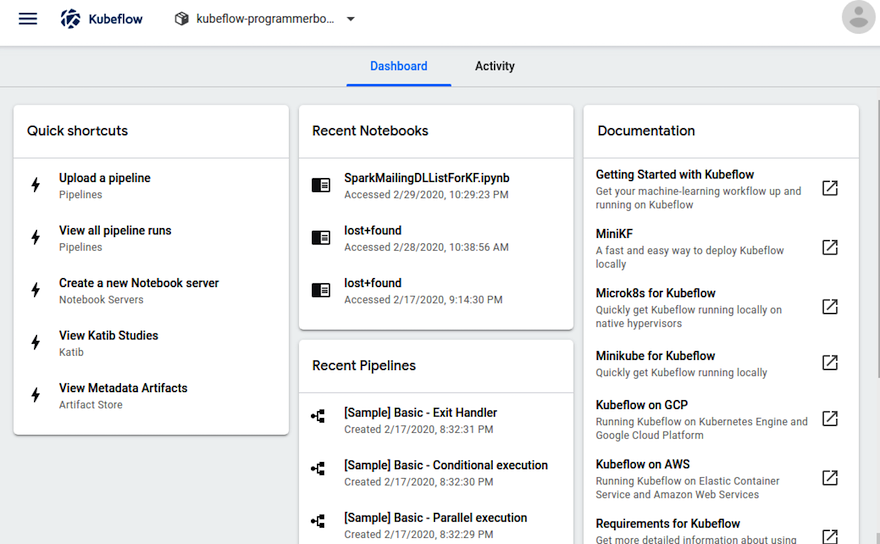 Kubeflow
kubeflow-programmerbo...
Dashboard
Activity
Quick shortcuts
Upload a pipeline
Pipelines
View all pipeline runs
Pipelines
Create a new Notebook server
Notebook Servers
View Katib Studies
Katib
View Metadata Artifacts
Artifact Store
Recent Notebooks
SparkMailingDLListForKF.ipynb
Accessed 2/29/2020, 10:29:23 PM
lost+found
Accessed 2/28/2020, 10:38:56 AM
lost+found
Accessed 2/17/2020, 9:14:30 PM
Recent Pipelines
[Sample] Basic - Exit Handler
Created 2/17/2020, 8:32:31 PM
[Sample] Basic - Conditional execution
Created 2/17/2020, 8:32:30 PM
[Sample] Basic - Parallel execution
Created 2/17/2020, 8:32:29 PM
Documentation
Getting Started with Kubeflow
Get your machine-learning workflow up and
running on Kubeflow
MiniKF
A fast and easy way to deploy Kubeflow
locally
Microk8s for Kubeflow
Quickly get Kubeflow running locally on
native hypervisors
Minikube for Kubeflow
Quickly get Kubeflow running locally
Kubeflow on GCP
Running Kubeflow on Kubernetes Engine and
Google Cloud Platform
Kubeflow on AWS
Running Kubeflow on Elastic Container
Service and Amazon Web Services
Requirements for Kubeflow
Get more detailed information about using